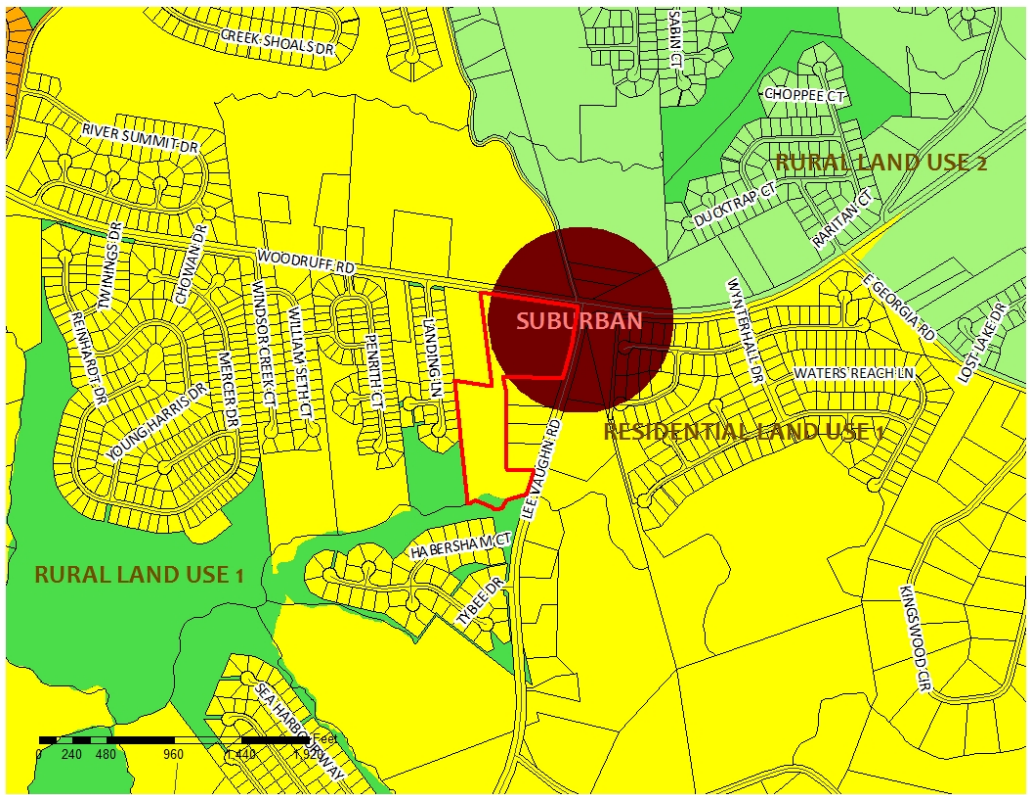 CREEK SHOALS DR
SABIN CT
CHOPPEE CT
RIVER SUMMIT DR
RURAL LAND USE 2
DUCKTRAP CT
RARITAN CT
TWININGS DR
CHOWAN DR
WOODRUFF RD
E GEORGIA RD
REINHARDT DR
WINDSOR CREEK CT
WILLIAM SETH CT
PENRITH CT
LANDING LN
SUBURBAN
WYNTERHALL DR
LOST LAKE DR
MERCER DR
WATERS REACH LN
YOUNG HARRIS DR
RESIDENTIAL LAND USE 1
LEE VAUGHN RD
HABERSHAM CT
RURAL LAND USE 1
TYBEE DR
KINGSWOOD CIR
SEA HARBOUR WAY
Feet
0 240 480 960 1,440 1,920